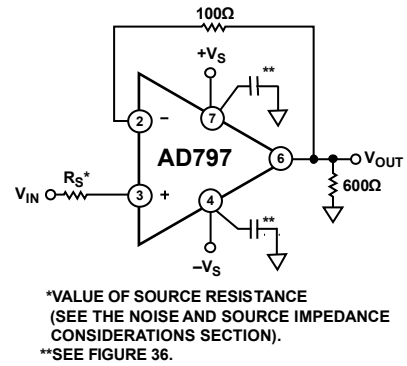 100Ω
+VS
**
2
−
7
AD797
6
VOUT
RS*
VIN
3
+
600Ω
4
**
−VS
*VALUE OF SOURCE RESISTANCE
(SEE THE NOISE AND SOURCE IMPEDANCE
CONSIDERATIONS SECTION).
**SEE FIGURE 36.